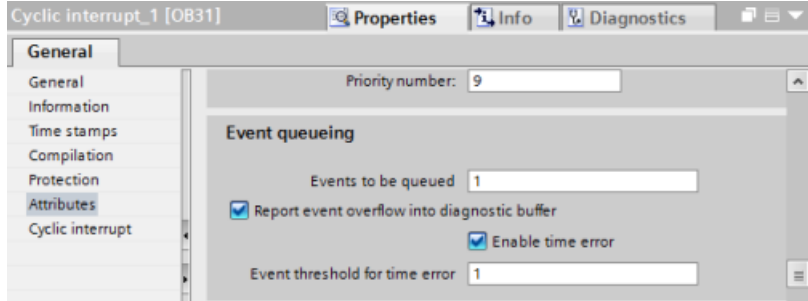 Cyclic interrupt_1 [OB31]
Properties
Info
Diagnostics
General
General
Information
Time stamps
Compilation
Protection
Attributes
Cyclic interrupt
Priority number: 9
Event queueing
Events to be queued 1
Report event overflow into diagnostic buffer
Enable time error
Event threshold for time error 1